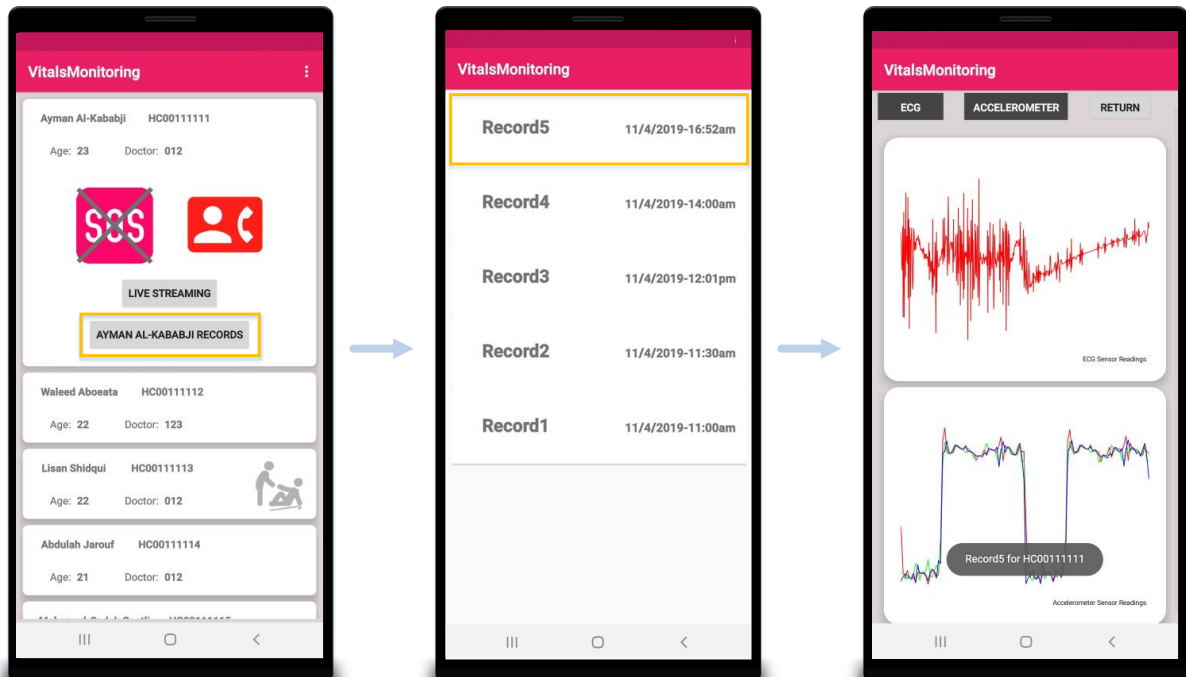 VitalsMonitoring
Ayman Al-Kababji HC00111111
Age: 23 Doctor: 012
SOS
LIVE STREAMING
AYMAN AL-KABABJI RECORDS
Waleed Aboeata HC00111112
Age: 22 Doctor: 123
Lisan Shidqui HC00111113
Age: 22 Doctor: 012
Abdulah Jarouf HC00111114
Age: 21 Doctor: 012
VitalsMonitoring
Record5 11/4/2019-16:52am
Record4 11/4/2019-14:00am
Record3 11/4/2019-12:01pm
Record2 11/4/2019-11:30am
Record1 11/4/2019-11:00am
VitalsMonitoring
ECG ACCELEROMETER RETURN
ECG Sensor Readings
Record5 for HC00111111
Accelerometer Sensor Readings